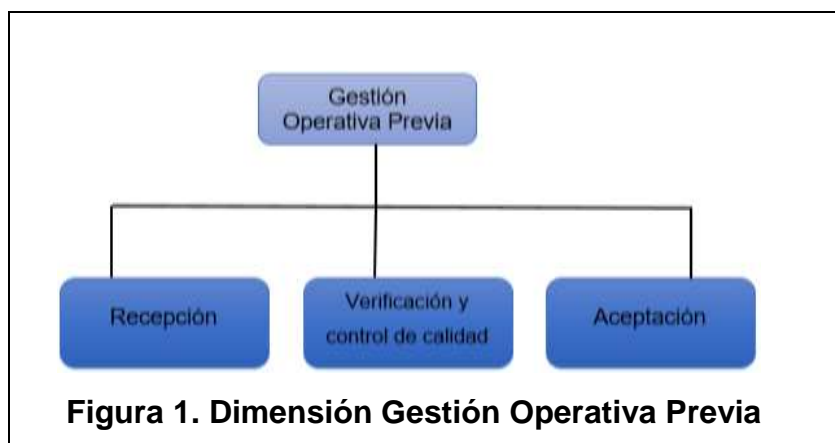 Gestión
Operativa Previa
Recepción
Verificación y
control de calidad
Aceptación
Figura 1. Dimensión Gestión Operativa Previa